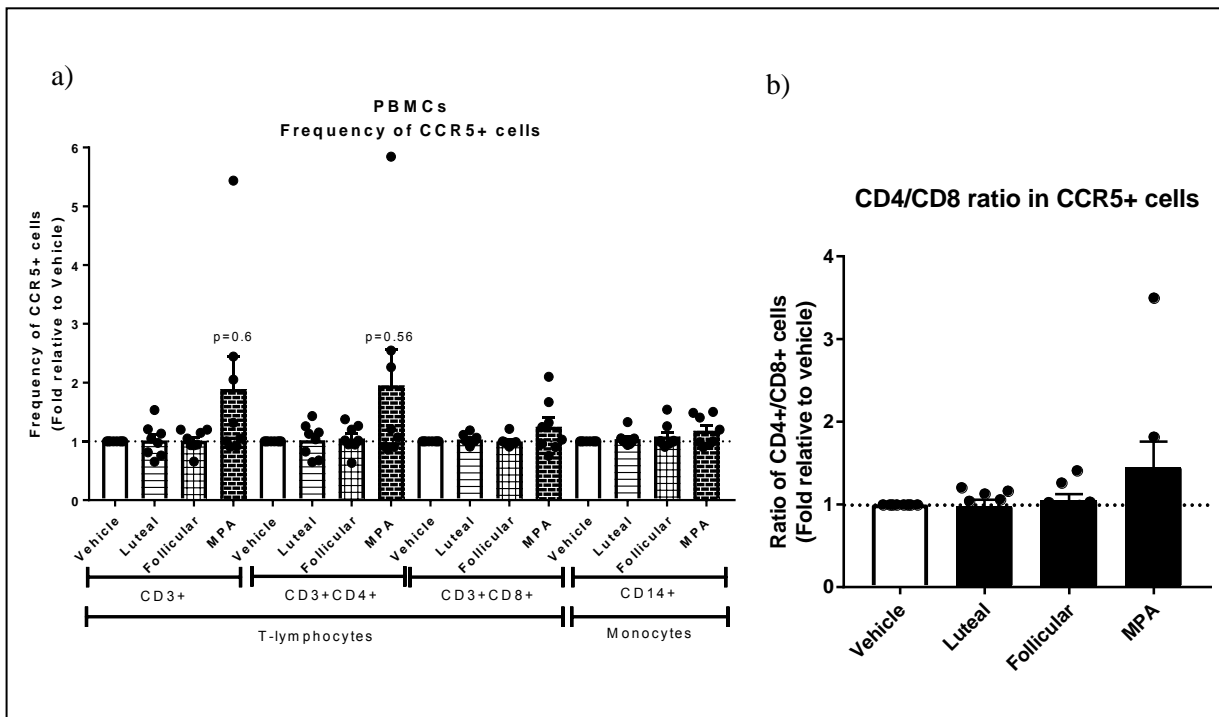 a)
PBMCs
Frequency of CCR5+ cells
Frequency of CCR5+ cells
(Fold relative to Vehicle)
6
5
4
3
2
1
0
p=0.6
p=0.56
Vehicle
Luteal
Follicular
MPA
Vehicle
Luteal
Follicular
MPA
Vehicle
Luteal
Follicular
MPA
Vehicle
Luteal
Follicular
MPA
CD3+
CD3+CD4+
CD3+CD8+
CD14+
T-lymphocytes
Monocytes
b)
CD4/CD8 ratio in CCR5+ cells
Ratio of CD4+/CD8+ cells
(Fold relative to vehicle)
4
3
2
1
0
Vehicle
Luteal
Follicular
MPA